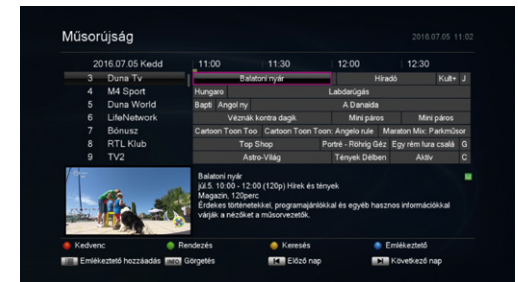 Műsorújság 2016.07.05 11:02
2016.07.05 Kedd 11:00 11:30 12:00 12:30
3 Duna Tv Balatoni nyár Híradó Kult+ J
4 M4 Sport Hungaro Labdarúgás
5 Duna World Bapti Angol ny A Danaida
6 LifeNetwork Véznák kontra dagik Mini páros Mini páros
7 Bónusz Cartoon Toon Too Cartoon Toon Toon: Angelo rule Maraton Mix: Parkműsor
8 RTL Klub Top Shop Portré - Röhrig Géz Egy rém fura csalá G
9 TV2 Astro-Világ Tények Délben Aktív C
Balatoni nyár
júl.5. 10:00 - 12:00 (120p) Hírek és tények
Magazin, 120perc
Érdekes történetekkel, programajánlókkal és egyéb hasznos információkkal
várják a nézőket a műsorvezetők.
Kedvenc Rendezés Keresés Emlékeztető
Emlékeztető hozzáadás INFO Görgetés Előző nap Következő nap